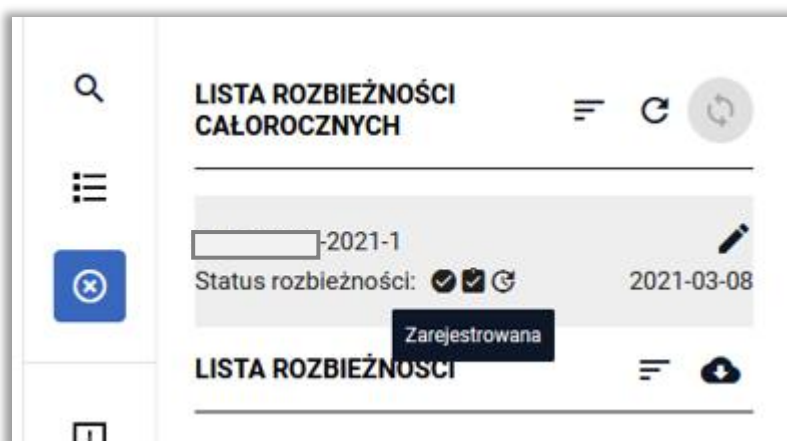 LISTA ROZBIEŻNOŚCI
CAŁOROCZNYCH
-2021-1
Status rozbieżności:
2021-03-08
Zarejestrowana
LISTA ROZBIEŻNOŚCI